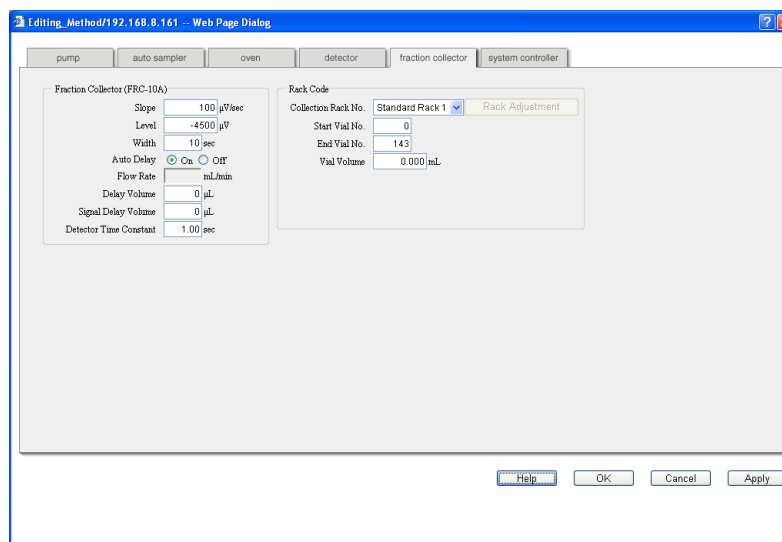 Editing_Method/192.168.8.161 -- Web Page Dialog
pump auto sampler oven detector fraction collector system controller
Fraction Collector (FRC-10A)
Slope 100 µV/sec
Level -4500 µV
Width 10 sec
Auto Delay On Off
Flow Rate mL/min
Delay Volume 0 µL
Signal Delay Volume 0 µL
Detector Time Constant 1.00 sec
Rack Code
Collection Rack No. Standard Rack 1 Rack Adjustment
Start Vial No. 0
End Vial No. 143
Vial Volume 0.000 mL
Help OK Cancel Apply